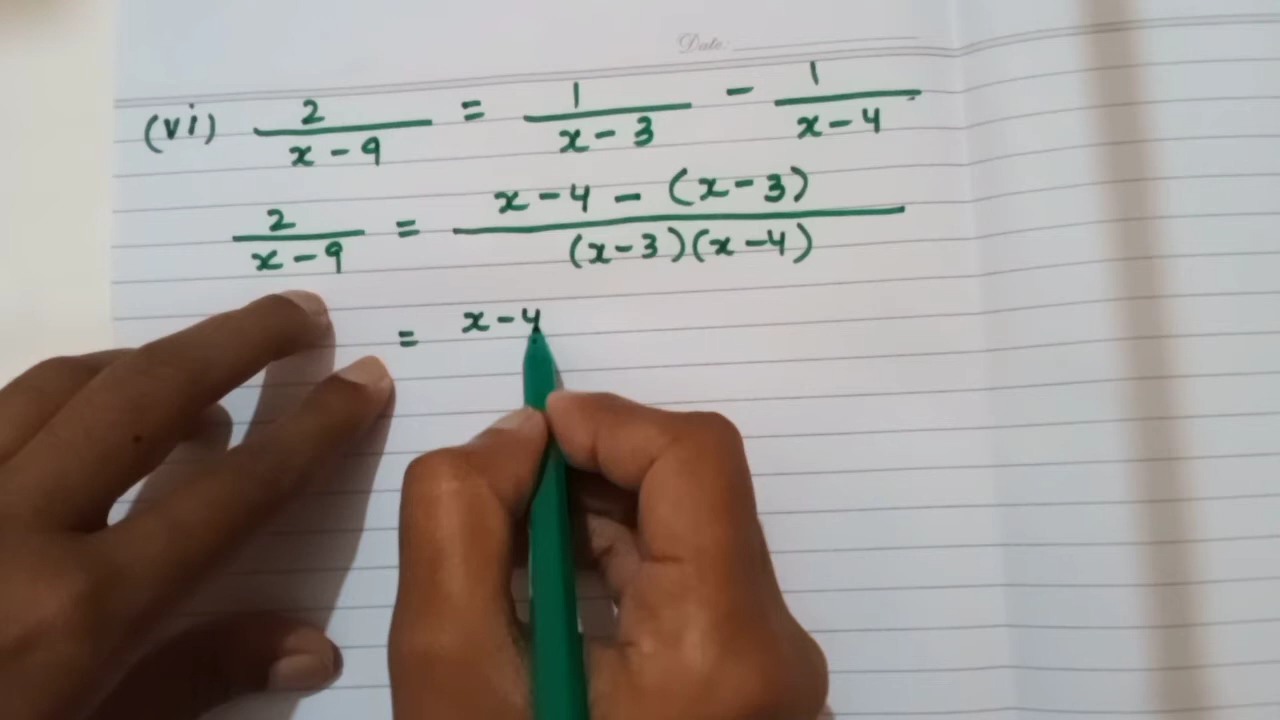 Date:
(vi) 2/(x-9) = 1/(x-3) - 1/(x-4)
2/(x-9) = (x-4-(x-3))/((x-3)(x-4))
= x-4